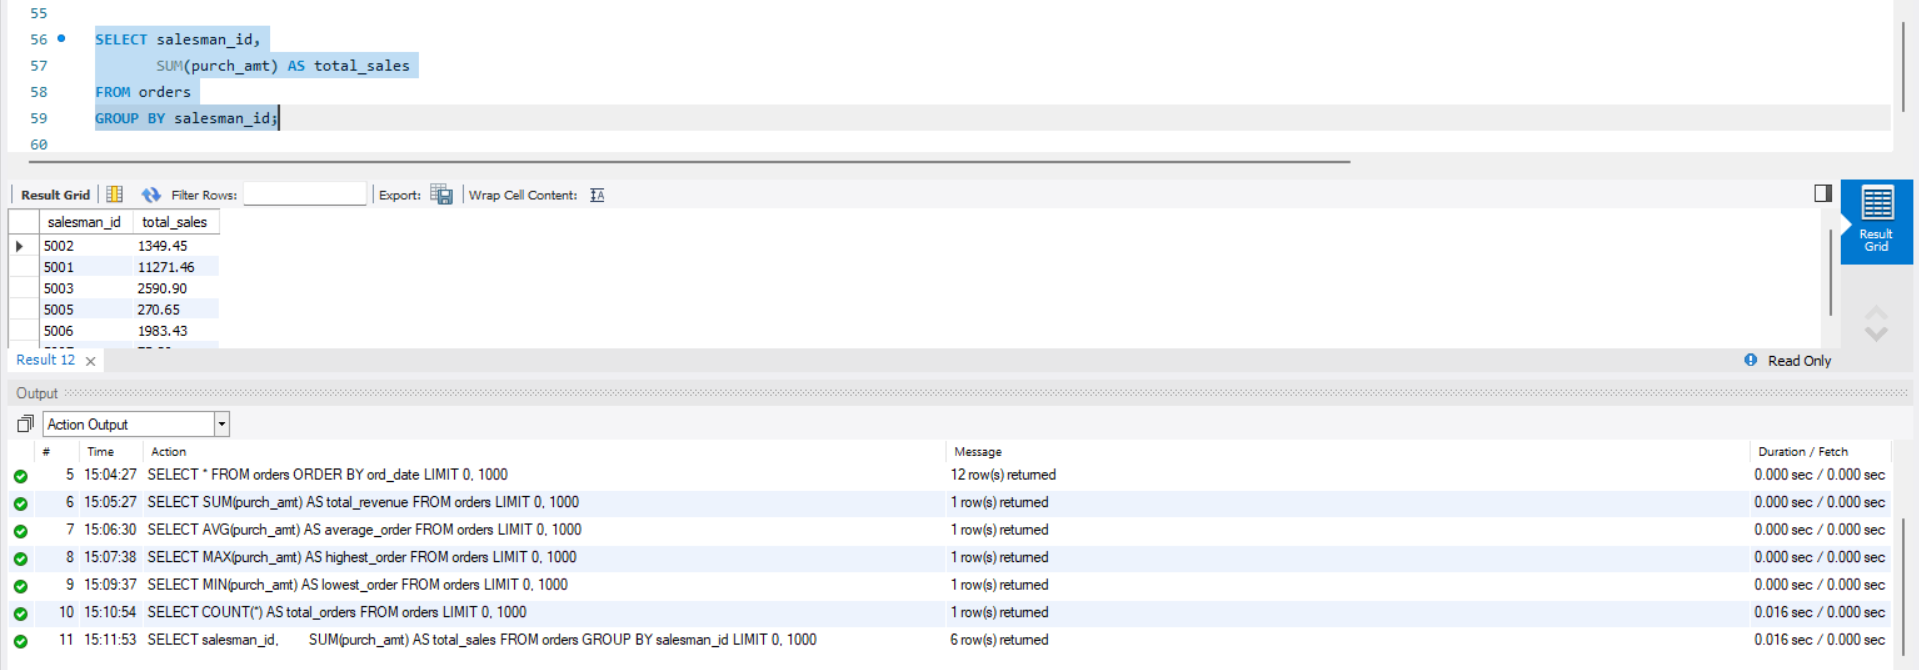 55
56 SELECT salesman_id,
57 SUM(purch_amt) AS total_sales
58 FROM orders
59 GROUP BY salesman_id;
60
Result Grid Filter Rows: Export: Wrap Cell Content:
salesman_id total_sales
5002 1349.45
5001 11271.46
5003 2590.90
5005 270.65
5006 1983.43
Result Grid
Result 12 Read Only
Output
Action Output
# Time Action Message Duration / Fetch
5 15:04:27 SELECT * FROM orders ORDER BY ord_date LIMIT 0, 1000 12 row(s) returned 0.000 sec / 0.000 sec
6 15:05:27 SELECT SUM(purch_amt) AS total_revenue FROM orders LIMIT 0, 1000 1 row(s) returned 0.000 sec / 0.000 sec
7 15:06:30 SELECT AVG(purch_amt) AS average_order FROM orders LIMIT 0, 1000 1 row(s) returned 0.000 sec / 0.000 sec
8 15:07:38 SELECT MAX(purch_amt) AS highest_order FROM orders LIMIT 0, 1000 1 row(s) returned 0.000 sec / 0.000 sec
9 15:09:37 SELECT MIN(purch_amt) AS lowest_order FROM orders LIMIT 0, 1000 1 row(s) returned 0.000 sec / 0.000 sec
10 15:10:54 SELECT COUNT(*) AS total_orders FROM orders LIMIT 0, 1000 1 row(s) returned 0.016 sec / 0.000 sec
11 15:11:53 SELECT salesman_id, SUM(purch_amt) AS total_sales FROM orders GROUP BY salesman_id LIMIT 0, 1000 6 row(s) returned 0.016 sec / 0.000 sec